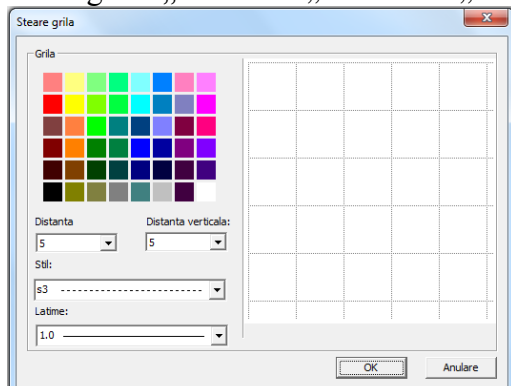 Steare grila
Grila
Distanta
Distanta verticala:
5
5
Stil:
s3
Latime:
1.0
OK
Anulare